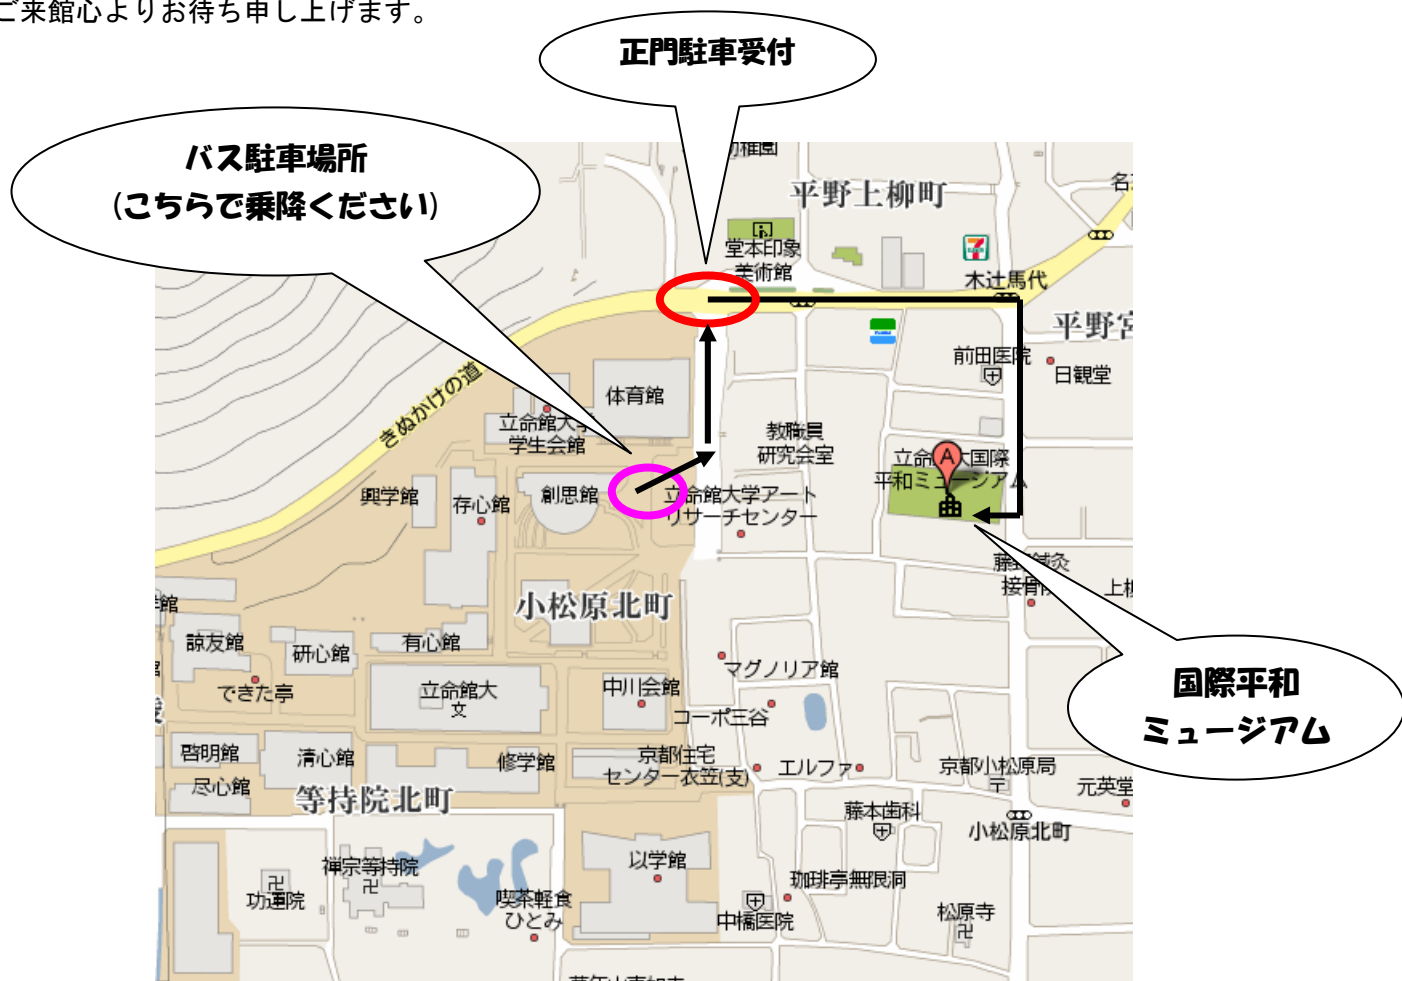 ご来館心よりお待ち申し上げます。
正門駐車受付
バス駐車場所
(こちらで乗降ください)
平野上柳町
堂本印象
美術館
木辻馬代
平野宮
前田医院
日観堂
きぬかけの道
体育館
立命館大学
学生会館
教職員
研究会室
立命館大国際
平和ミュージアム
興学館
存心館
創思館
立命館大学アート
リサーチセンター
接骨院
小松原北町
諒友館
研心館
有心館
できた亭
立命館大
文
中川会館
マグノリア館
コーポ三谷
国際平和
ミュージアム
啓明館
清心館
修学館
京都住宅
センター衣笠(支)
エルファ
京都小松原局
元英堂
尽心館
等持院北町
藤本歯科
小松原北町
禅宗等持院
以学館
功運院
喫茶軽食
ひとみ
珈琲亭無限洞
中橋医院
松原寺